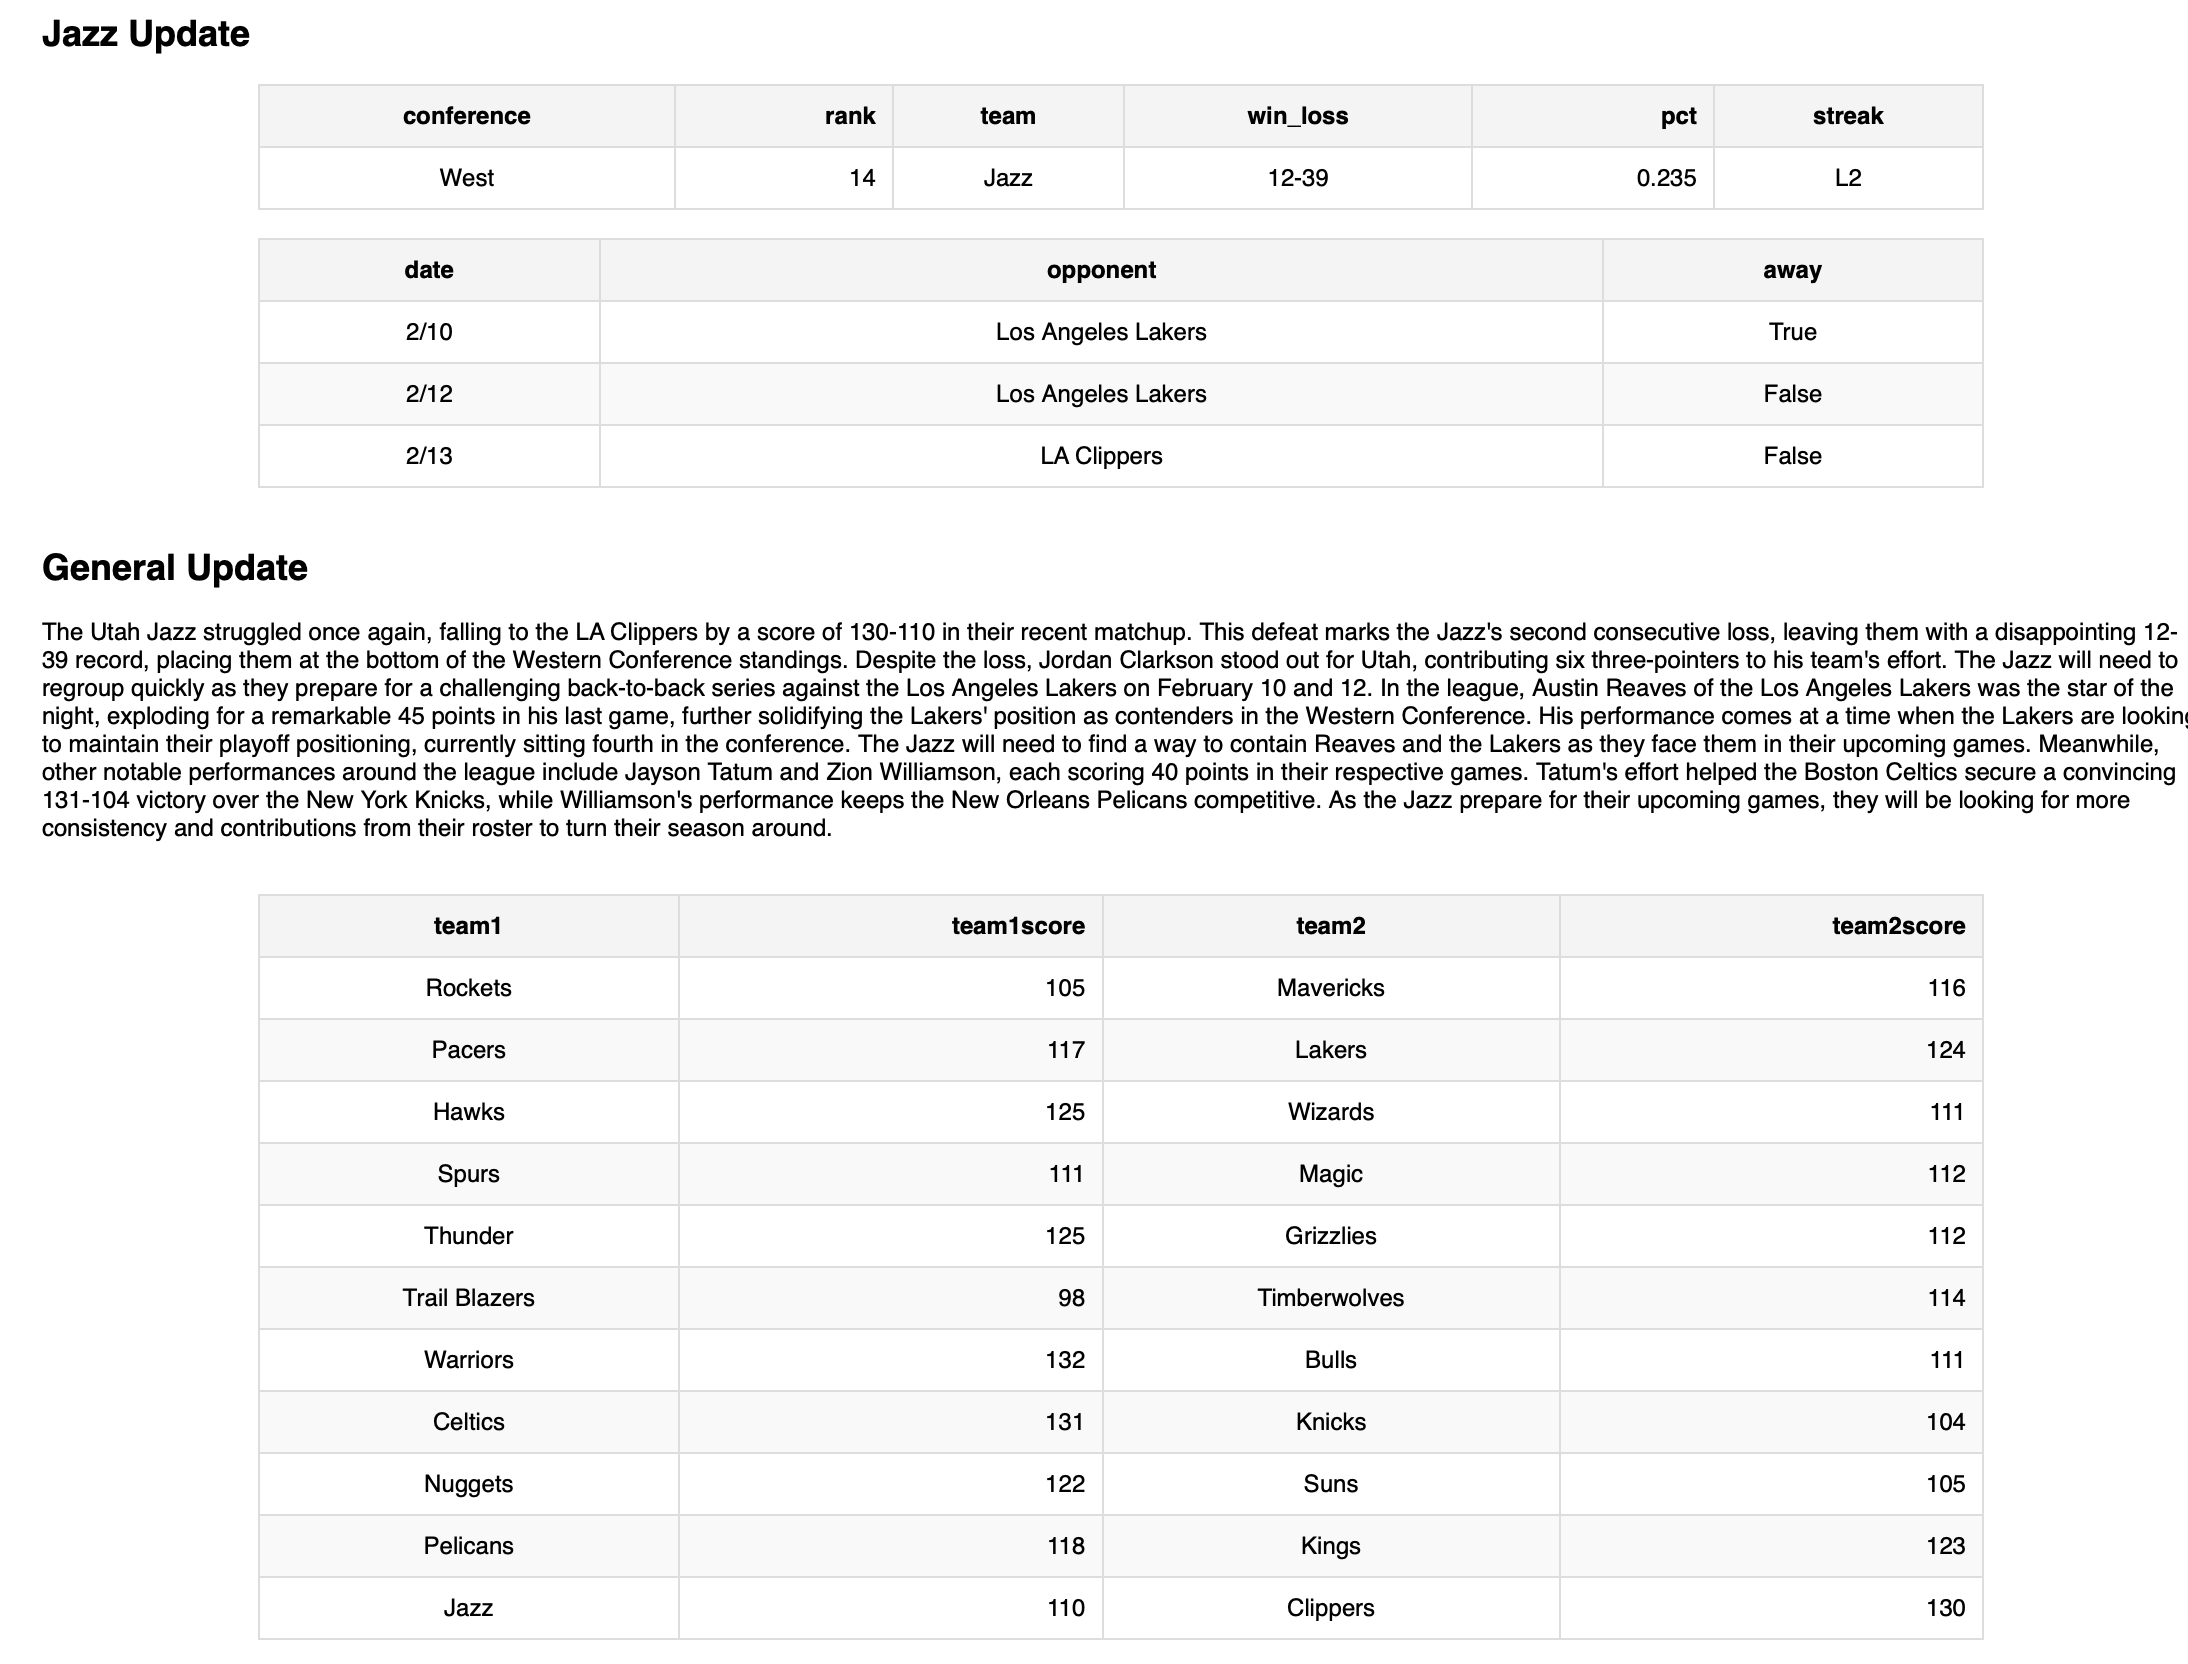 Jazz Update
conference rank team win_loss pct streak
West 14 Jazz 12-39 0.235 L2
date opponent away
2/10 Los Angeles Lakers True
2/12 Los Angeles Lakers False
2/13 LA Clippers False
General Update
The Utah Jazz struggled once again, falling to the LA Clippers by a score of 130-110 in their recent matchup. This defeat marks the Jazz's second consecutive loss, leaving them with a disappointing 12-
39 record, placing them at the bottom of the Western Conference standings. Despite the loss, Jordan Clarkson stood out for Utah, contributing six three-pointers to his team's effort. The Jazz will need to
regroup quickly as they prepare for a challenging back-to-back series against the Los Angeles Lakers on February 10 and 12. In the league, Austin Reaves of the Los Angeles Lakers was the star of the
night, exploding for a remarkable 45 points in his last game, further solidifying the Lakers' position as contenders in the Western Conference. His performance comes at a time when the Lakers are looking
to maintain their playoff positioning, currently sitting fourth in the conference. The Jazz will need to find a way to contain Reaves and the Lakers as they face them in their upcoming games. Meanwhile,
other notable performances around the league include Jayson Tatum and Zion Williamson, each scoring 40 points in their respective games. Tatum's effort helped the Boston Celtics secure a convincing
131-104 victory over the New York Knicks, while Williamson's performance keeps the New Orleans Pelicans competitive. As the Jazz prepare for their upcoming games, they will be looking for more
consistency and contributions from their roster to turn their season around.
team1 team1score team2 team2score
Rockets 105 Mavericks 116
Pacers 117 Lakers 124
Hawks 125 Wizards 111
Spurs 111 Magic 112
Thunder 125 Grizzlies 112
Trail Blazers 98 Timberwolves 114
Warriors 132 Bulls 111
Celtics 131 Knicks 104
Nuggets 122 Suns 105
Pelicans 118 Kings 123
Jazz 110 Clippers 130